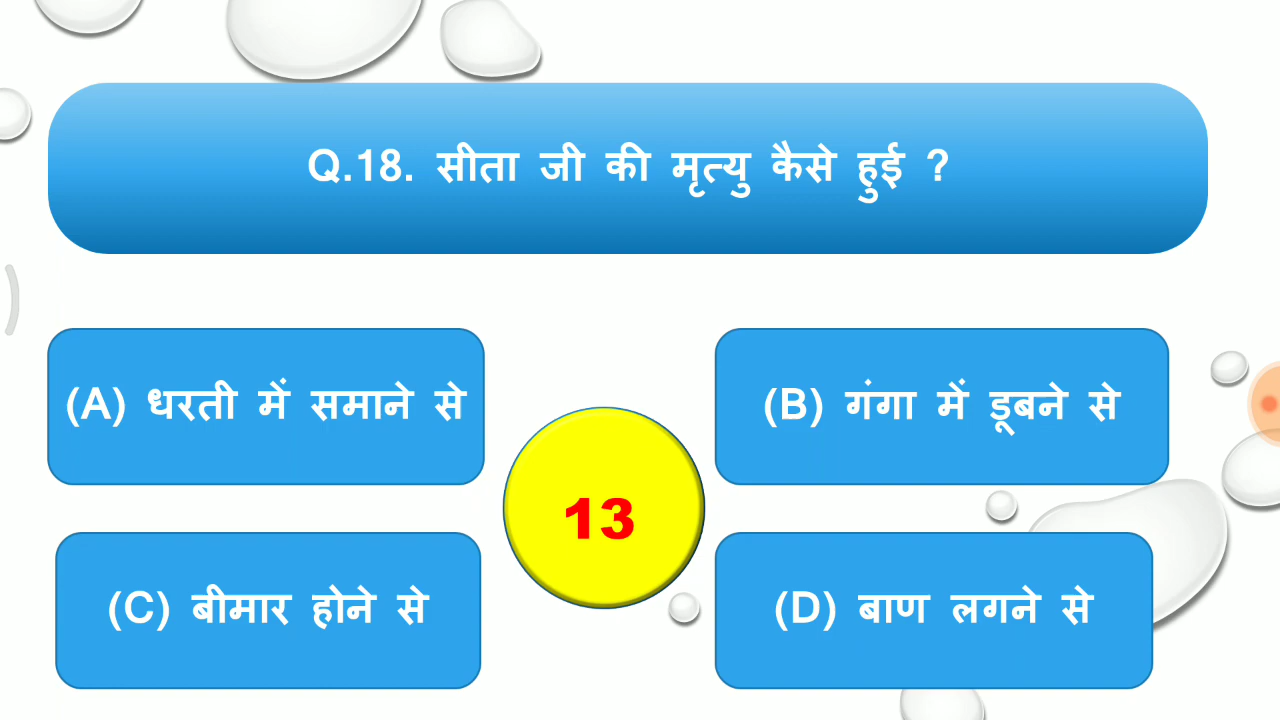 Q.18. सीता जी की मृत्यु कैसे हुई ?
(A) धरती में समाने से
(B) गंगा में डूबने से
13
(C) बीमार होने से
(D) बाण लगने से